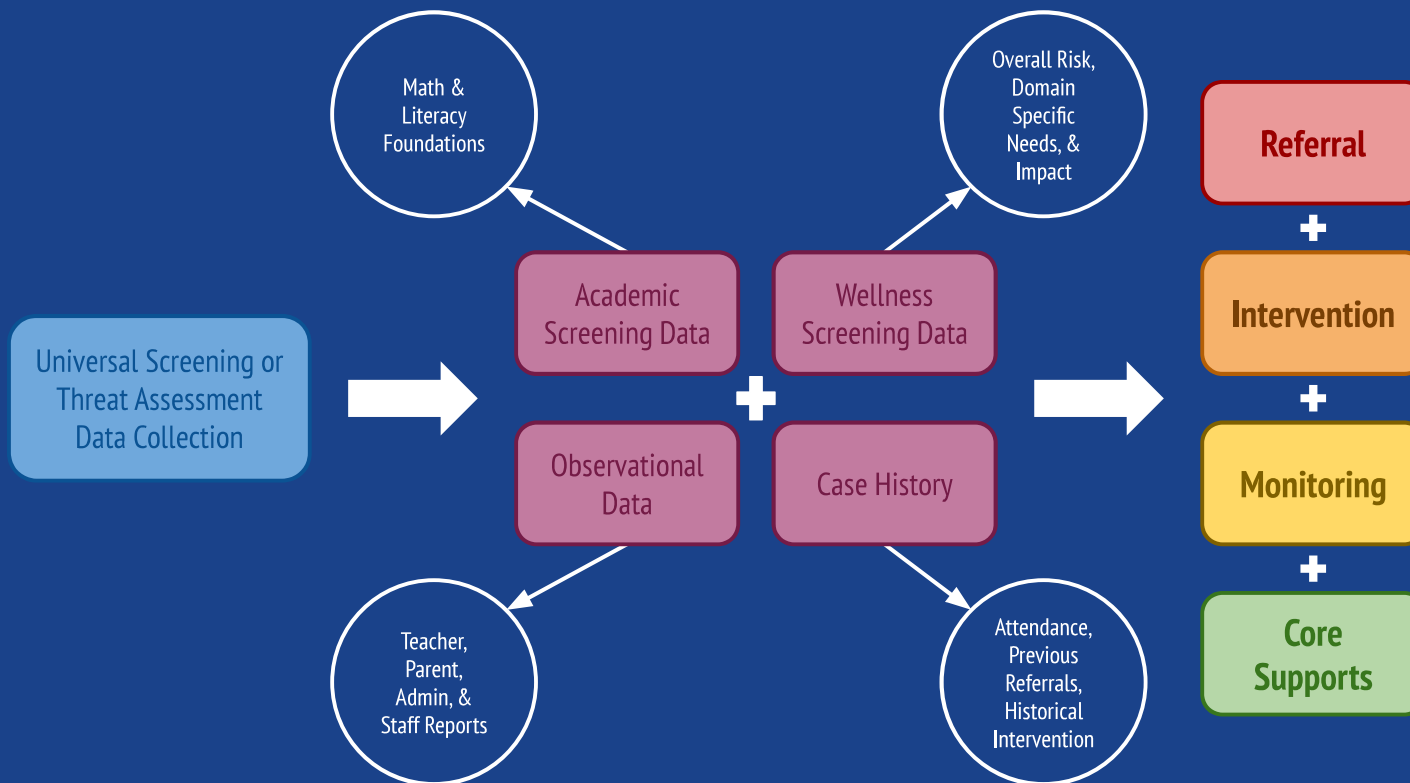 Universal Screening or
Threat Assessment
Data Collection
Math &
Literacy
Foundations
Overall Risk,
Domain
Specific
Needs, &
Impact
Academic
Screening Data
Wellness
Screening Data
Observational
Data
Case History
Teacher,
Parent,
Admin, &
Staff Reports
Attendance,
Previous
Referrals,
Historical
Intervention
Referral
Intervention
Monitoring
Core
Supports